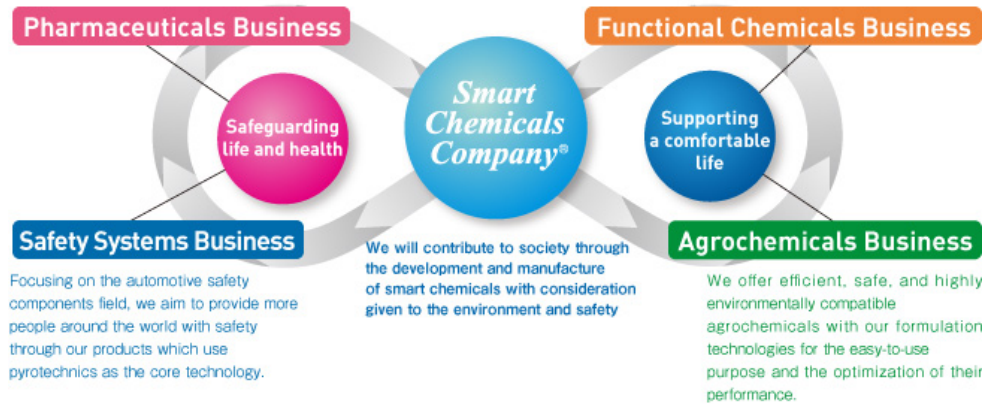 Pharmaceuticals Business
Functional Chemicals Business
Smart
Chemicals
Company®
Safeguarding
life and health
Supporting
a comfortable
life
Safety Systems Business
Agrochemicals Business
Focusing on the automotive safety
components field, we aim to provide more
people around the world with safety
through our products which use
pyrotechnics as the core technology.
We will contribute to society through
the development and manufacture
of smart chemicals with consideration
given to the environment and safety
We offer efficient, safe, and highly
environmentally compatible
agrochemicals with our formulation
technologies for the easy-to-use
purpose and the optimization of their
performance.